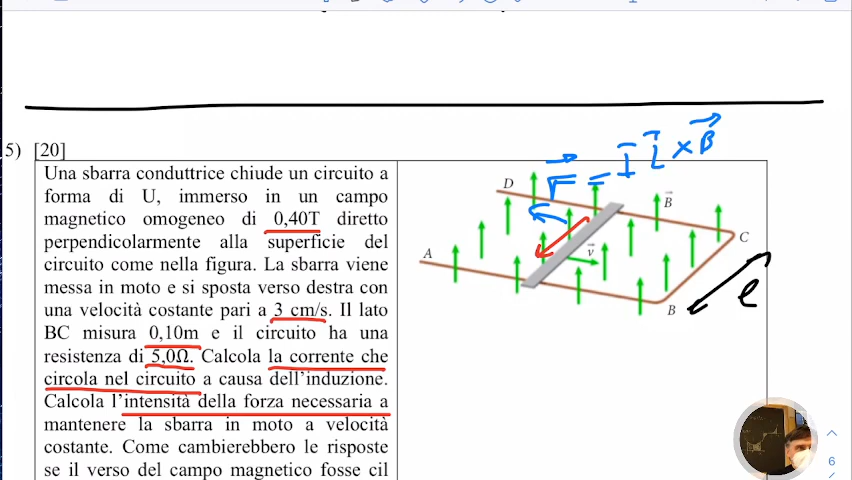 5) [20]
Una sbarra conduttrice chiude un circuito a
forma di U, immerso in un campo
magnetico omogeneo di 0,40T diretto
perpendicolarmente alla superficie del
circuito come nella figura. La sbarra viene
messa in moto e si sposta verso destra con
una velocità costante pari a 3 cm/s. Il lato
BC misura 0,10m e il circuito ha una
resistenza di 5,0Ω. Calcola la corrente che
circola nel circuito a causa dell'induzione.
Calcola l'intensità della forza necessaria a
mantenere la sbarra in moto a velocità
costante. Come cambierebbero le risposte
se il verso del campo magnetico fosse cil
F = I l × B
D
B
A
v
C
B
l
6